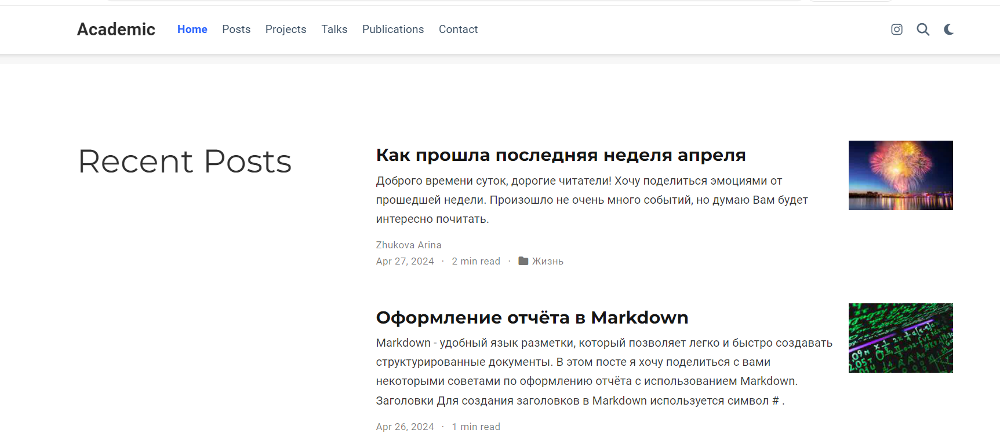 Academic Home Posts Projects Talks Publications Contact
Recent Posts
Как прошла последняя неделя апреля
Доброго времени суток, дорогие читатели! Хочу поделиться эмоциями от
прошедшей недели. Произошло не очень много событий, но думаю Вам будет
интересно почитать.
Zhukova Arina
Apr 27, 2024 · 2 min read · Жизнь
Оформление отчёта в Markdown
Markdown - удобный язык разметки, который позволяет легко и быстро создавать
структурированные документы. В этом посте я хочу поделиться с вами
некоторыми советами по оформлению отчёта с использованием Markdown.
Заголовки Для создания заголовков в Markdown используется символ # .
Apr 26, 2024 · 1 min read